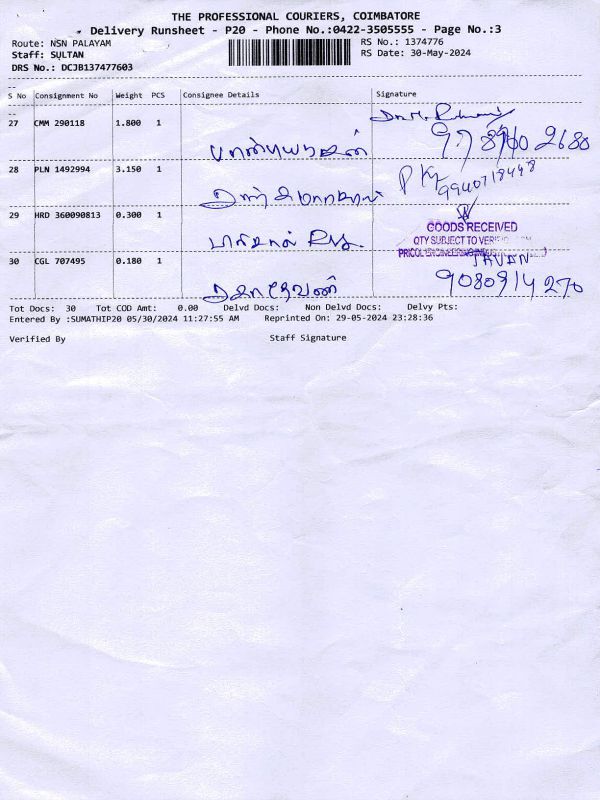 THE PROFESSIONAL COURIERS, COIMBATORE
Delivery Runsheet - P20 - Phone No.:0422-3505555 - Page No.:3
Route: NSN PALAYAM
RS No.: 1374776
Staff: SULTAN
RS Date: 30-May-2024
DRS No.: DCJB137477603
S No Consignment No Weight PCS Consignee Details Signature
27 CMM 290118 1.800 1
28 PLN 1492994 3.150 1
9940718448
29 HRD 360090813 0.300 1
GOODS RECEIVED
QTY SUBJECT TO
PRICOL ENGINEERING
30 CGL 707495 0.180 1
9080914270
Tot Docs: 30 Tot COD Amt: 0.00 Delvd Docs: Non Delvd Docs: Delvy Pts:
Entered By :SUMATHIP20 05/30/2024 11:27:55 AM Reprinted On: 29-05-2024 23:28:36
Verified By Staff Signature